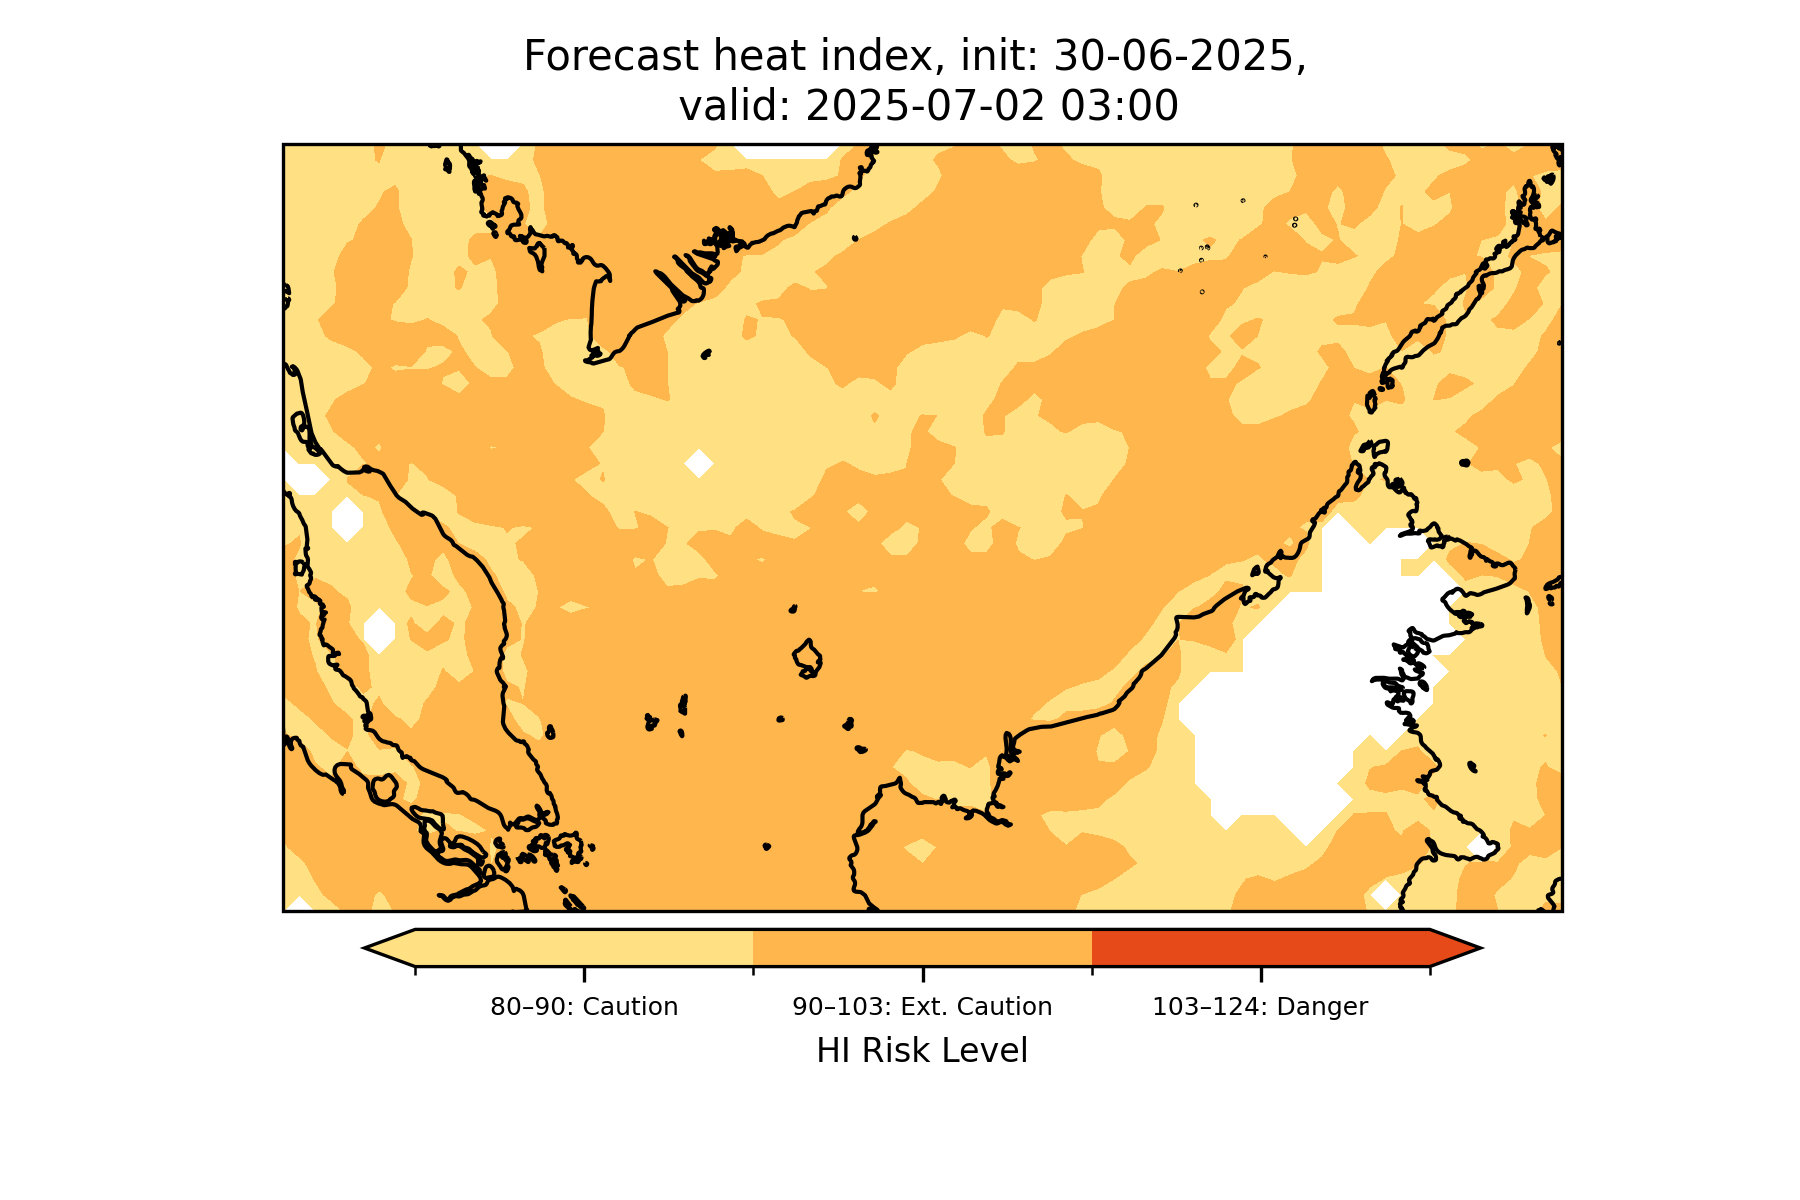 Forecast heat index, init: 30-06-2025,
valid: 2025-07-02 03:00
80–90: Caution
90–103: Ext. Caution
103–124: Danger
HI Risk Level